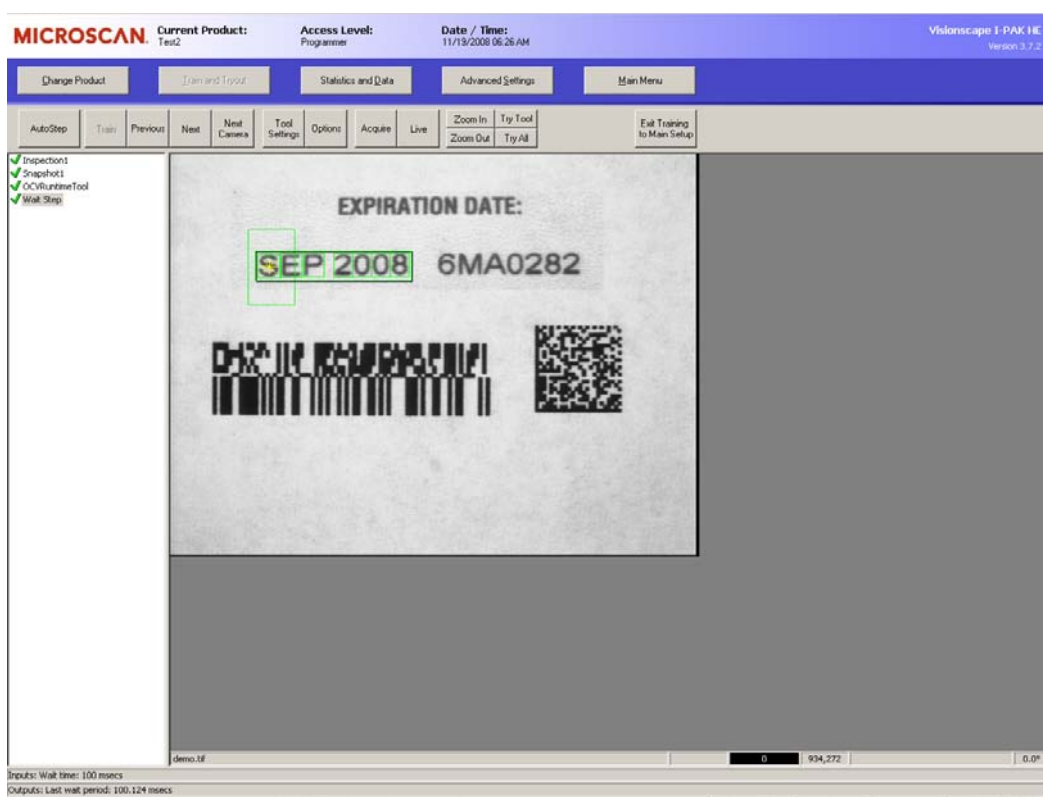 MICROSCAN. Current Product: Access Level: Date / Time: Visionscape I-PAK HE
Test2 Programmer 11/19/2008 06:26 AM Version 3.7.2
Change Product Train and Tryout Statistics and Data Advanced Settings Main Menu
AutoStep Train Previous Next Next Camera Tool Settings Options Acquire Live Zoom In Try Tool Exit Training to Main Setup
Zoom Out Try All
Inspection1
Snapshot1
OCVRuntimeTool
Wait Step
EXPIRATION DATE:
SEP 2008 6MA0282
demo.tif 0 934,272 0.0°
Inputs: Wait time: 100 msecs
Outputs: Last wait period: 100.124 msecs